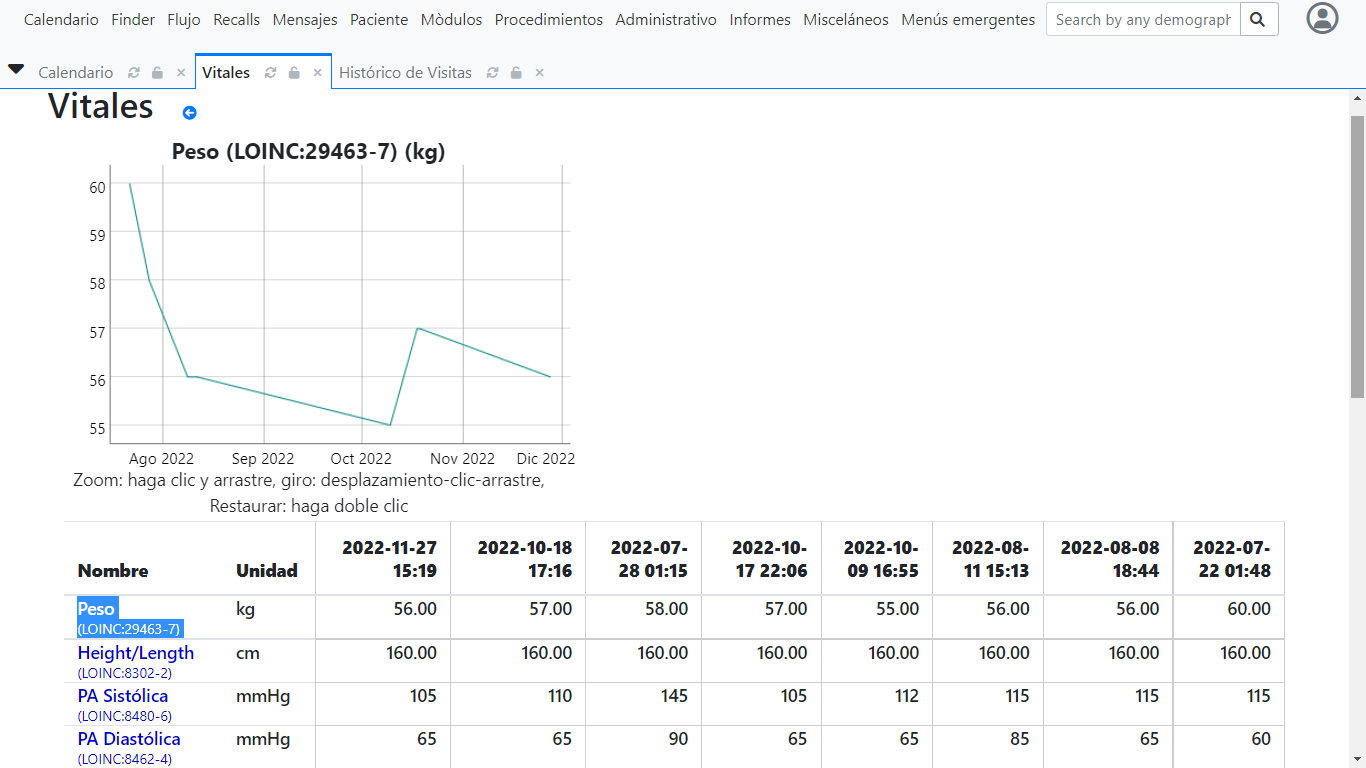 Calendario Finder Flujo Recalls Mensajes Paciente Mòdulos Procedimientos Administrativo Informes Misceláneos Menús emergentes Search by any demograph
Calendario Vitales Histórico de Visitas
Vitales
Peso (LOINC:29463-7) (kg)
60
59
58
57
56
55
Ago 2022 Sep 2022 Oct 2022 Nov 2022 Dic 2022
Zoom: haga clic y arrastre, giro: desplazamiento-clic-arrastre,
Restaurar: haga doble clic
2022-11-27 2022-10-18 2022-07- 2022-10- 2022-10- 2022-08- 2022-08-08 2022-07-
Nombre Unidad 15:19 17:16 28 01:15 17 22:06 09 16:55 11 15:13 18:44 22 01:48
Peso kg 56.00 57.00 58.00 57.00 55.00 56.00 56.00 60.00
(LOINC:29463-7)
Height/Length cm 160.00 160.00 160.00 160.00 160.00 160.00 160.00 160.00
(LOINC:8302-2)
PA Sistólica mmHg 105 110 145 105 112 115 115 115
(LOINC:8480-6)
PA Diastólica mmHg 65 65 90 65 65 85 65 60
(LOINC:8462-4)